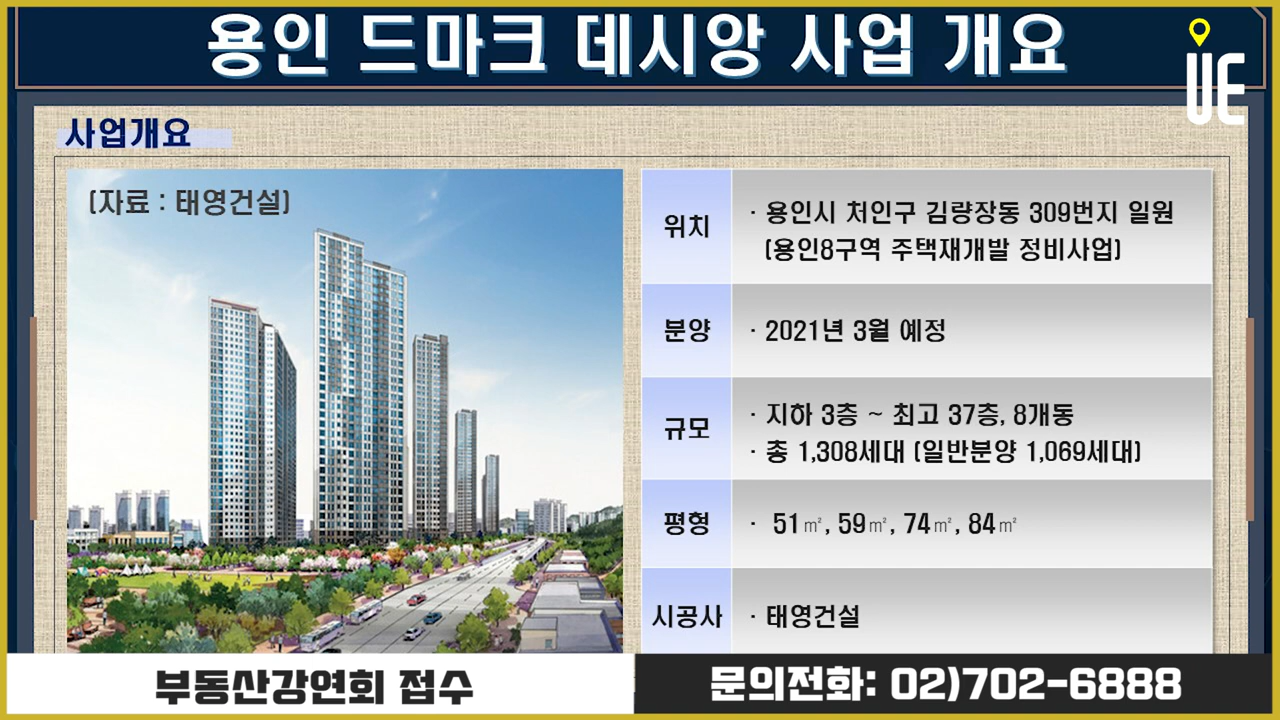 용인 드마크 데시앙 사업 개요
UE
사업개요
(자료 : 태영건설)
위치
· 용인시 처인구 김량장동 309번지 일원
(용인8구역 주택재개발 정비사업)
분양
· 2021년 3월 예정
규모
· 지하 3층 ~ 최고 37층, 8개동
· 총 1,308세대 (일반분양 1,069세대)
평형
· 51㎡, 59㎡, 74㎡, 84㎡
시공사
· 태영건설
부동산강연회 접수
문의전화: 02)702-6888